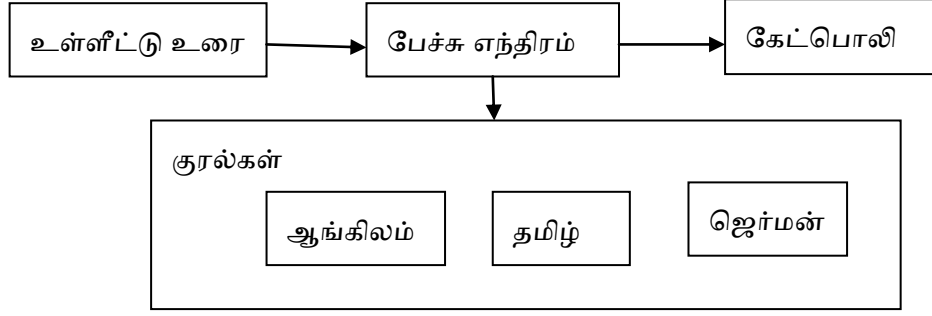 உள்ளீட்டு உரை
பேச்சு எந்திரம்
கேட்பொலி
குரல்கள்
ஆங்கிலம்
தமிழ்
ஜெர்மன்